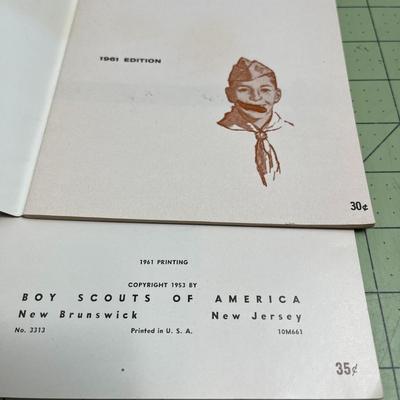 1961 EDITION
30¢
1961 PRINTING
COPYRIGHT 1953 BY
BOY SCOUTS OF AMERICA
New Brunswick New Jersey
No. 3313 Printed in U. S. A. 10M661
35¢